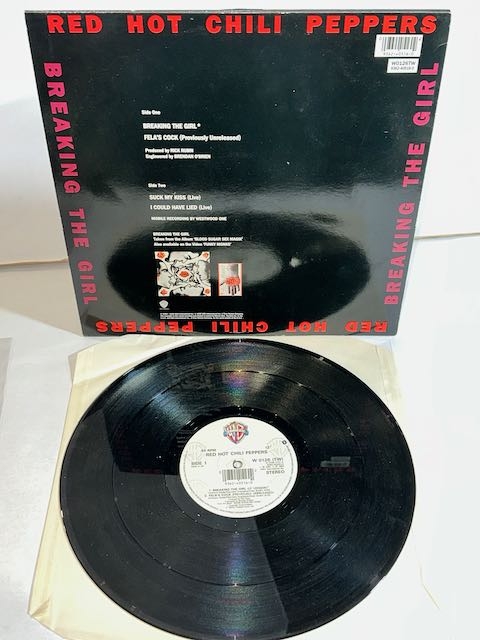 RED HOT CHILI PEPPERS
W0126TW
BREAKING THE GIRL
BREAKING THE GIRL
Side One
BREAKING THE GIRL*
FELA'S COCK (Previously Unreleased)
Produced by RICK RUBIN
Engineered by BRENDAN O'BRIEN
Side Two
SUCK MY KISS (Live)
I COULD HAVE LIED (Live)
MOBILE RECORDING BY WESTWOOD ONE
BREAKING THE GIRL
Taken from the Album 'BLOOD SUGAR SEX MAGIK'
Also available on the Video 'FUNKY MONKS'
RED HOT CHILI PEPPERS
RED HOT CHILI PEPPERS
SIDE 1
W 0126 (TW)
STEREO